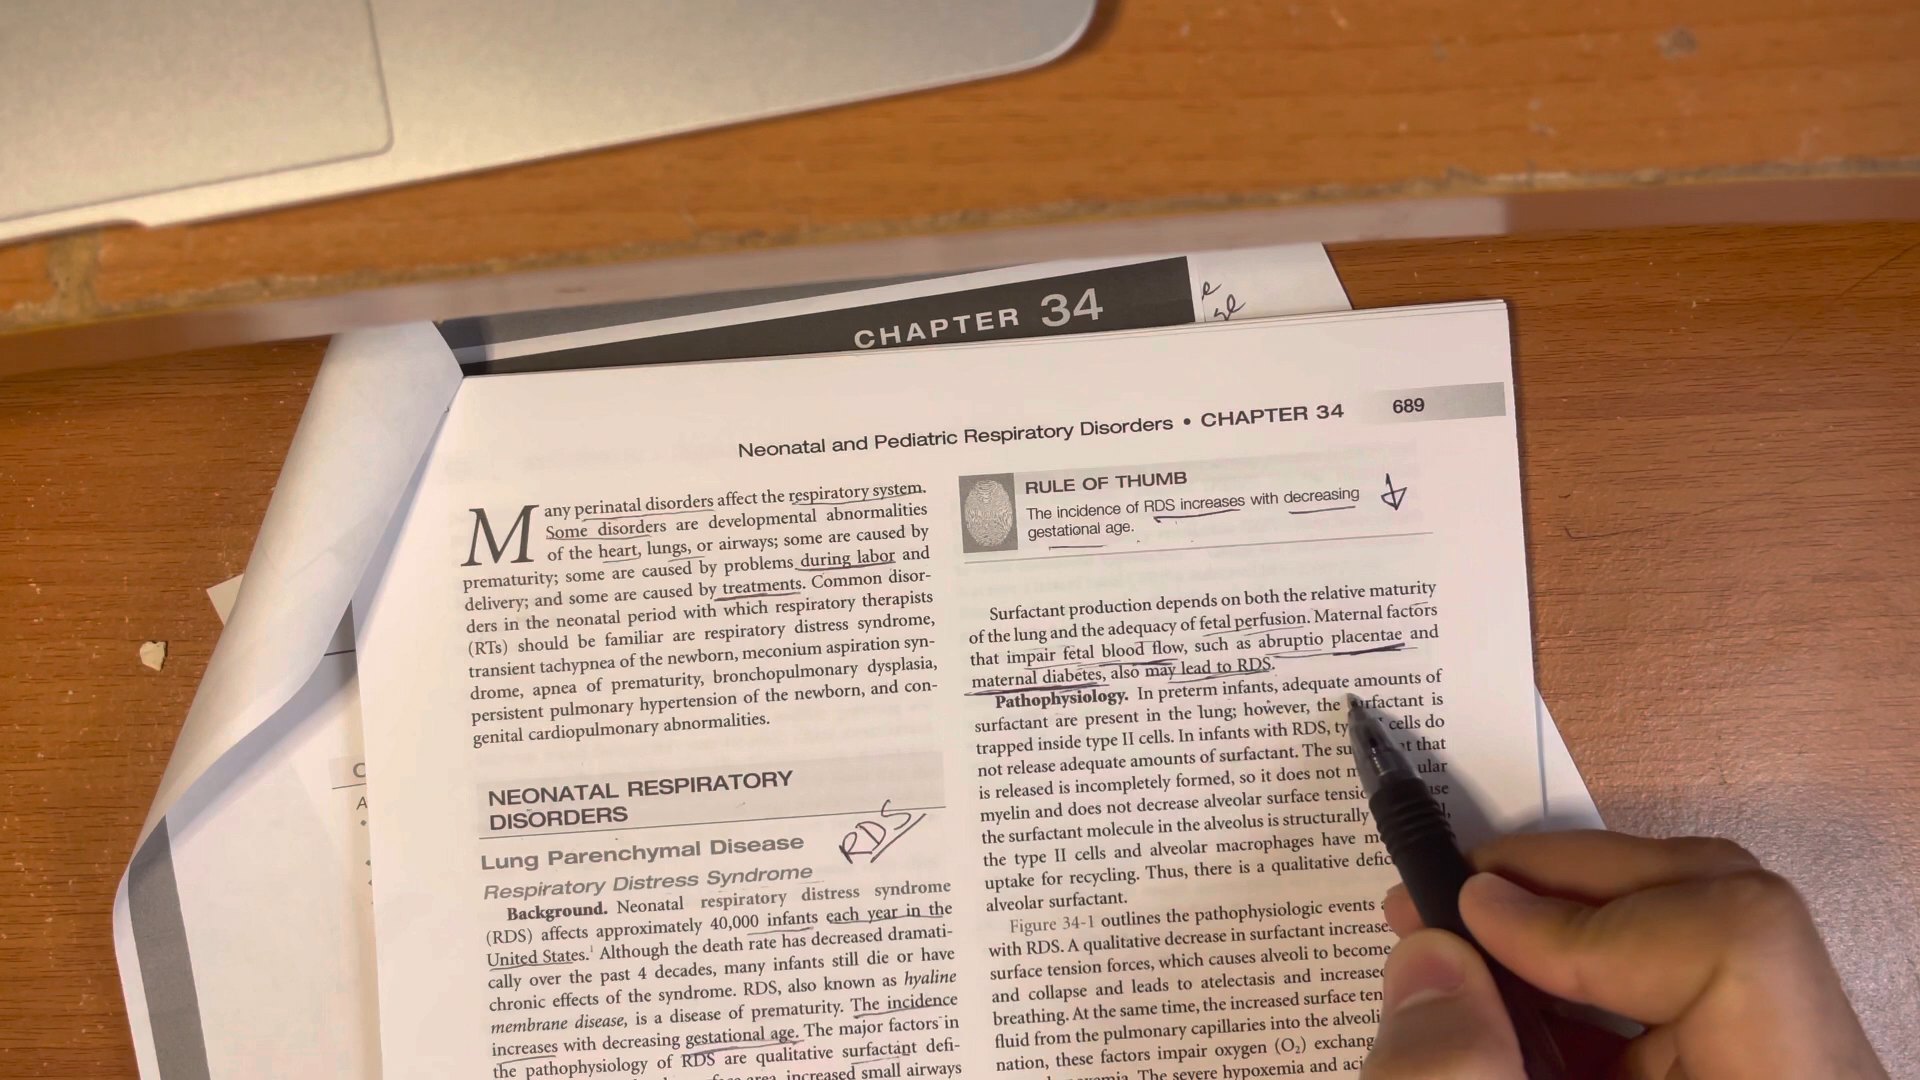 CHAPTER 34
Neonatal and Pediatric Respiratory Disorders • CHAPTER 34 689
Many perinatal disorders affect the respiratory system.
Some disorders are developmental abnormalities
of the heart, lungs, or airways; some are caused by
prematurity; some are caused by problems during labor and
delivery; and some are caused by treatments. Common disor-
ders in the neonatal period with which respiratory therapists
(RTs) should be familiar are respiratory distress syndrome,
transient tachypnea of the newborn, meconium aspiration syn-
drome, apnea of prematurity, bronchopulmonary dysplasia,
persistent pulmonary hypertension of the newborn, and con-
genital cardiopulmonary abnormalities.
NEONATAL RESPIRATORY
DISORDERS
RDS
Lung Parenchymal Disease
Respiratory Distress Syndrome
Background. Neonatal respiratory distress syndrome
(RDS) affects approximately 40,000 infants each year in the
United States.¹ Although the death rate has decreased dramati-
cally over the past 4 decades, many infants still die or have
chronic effects of the syndrome. RDS, also known as hyaline
membrane disease, is a disease of prematurity. The incidence
increases with decreasing gestational age. The major factors in
the pathophysiology of RDS are qualitative surfactant defi-
area, increased small airways
RULE OF THUMB
The incidence of RDS increases with decreasing
gestational age.
Surfactant production depends on both the relative maturity
of the lung and the adequacy of fetal perfusion. Maternal factors
that impair fetal blood flow, such as abruptio placentae and
maternal diabetes, also may lead to RDS.
Pathophysiology. In preterm infants, adequate amounts of
surfactant are present in the lung; however, the surfactant is
trapped inside type II cells. In infants with RDS, cells do
not release adequate amounts of surfactant. The that
is released is incompletely formed, so it does not
myelin and does not decrease alveolar surface
the surfactant molecule in the alveolus is structurally
the type II cells and alveolar macrophages have
uptake for recycling. Thus, there is a qualitative
alveolar surfactant.
Figure 34-1 outlines the pathophysiologic events
with RDS. A qualitative decrease in surfactant increase
surface tension forces, which causes alveoli to become
and collapse and leads to atelectasis and increased
breathing. At the same time, the increased surface
fluid from the pulmonary capillaries into the alveoli
nation, these factors impair oxygen (O₂)
The severe hypoxemia and